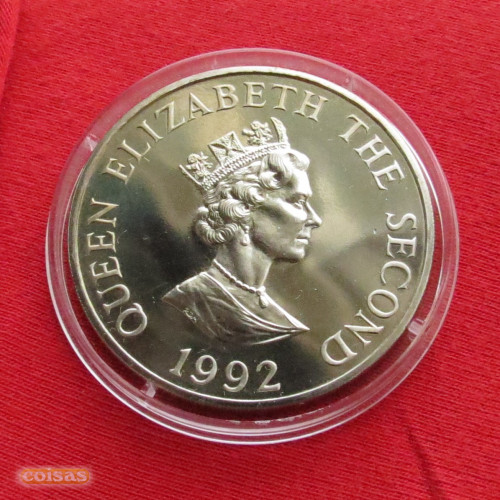 QUEEN ELIZABETH THE SECOND
1992
coisas